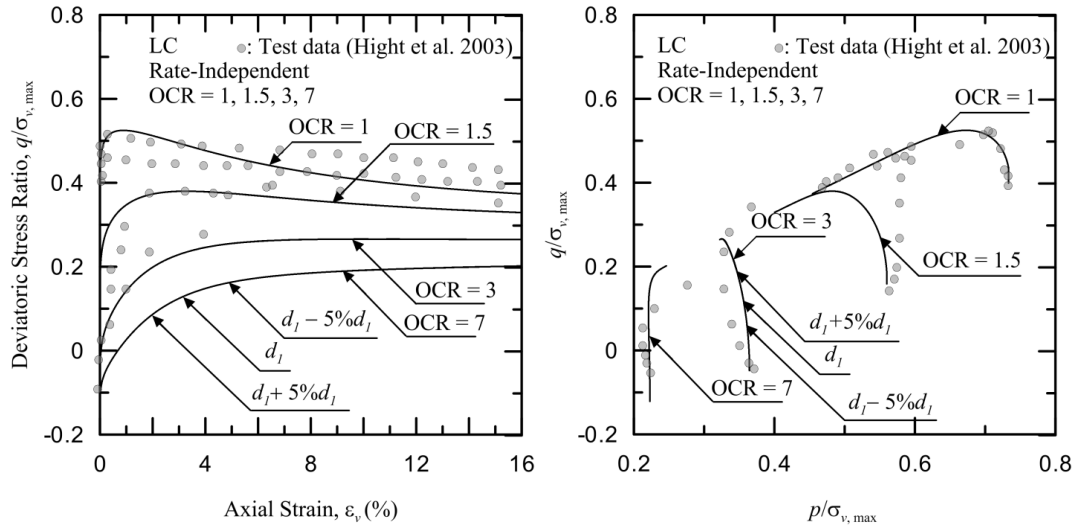 0.8
0.6
0.4
0.2
0
-0.2
Deviatoric Stress Ratio, q/σv, max
LC
: Test data (Hight et al. 2003)
Rate-Independent
OCR = 1, 1.5, 3, 7
OCR = 1
OCR = 1.5
OCR = 3
OCR = 7
d1 – 5%d1
d1
d1+ 5%d1
0 4 8 12 16
Axial Strain, εv (%)
0.8
0.6
0.4
0.2
0
-0.2
q/σv, max
LC
: Test data (Hight et al. 2003)
Rate-Independent
OCR = 1, 1.5, 3, 7
OCR = 1
OCR = 3
OCR = 1.5
d1+5%d1
d1
OCR = 7
d1– 5%d1
0.2 0.4 0.6 0.8
p/σv, max